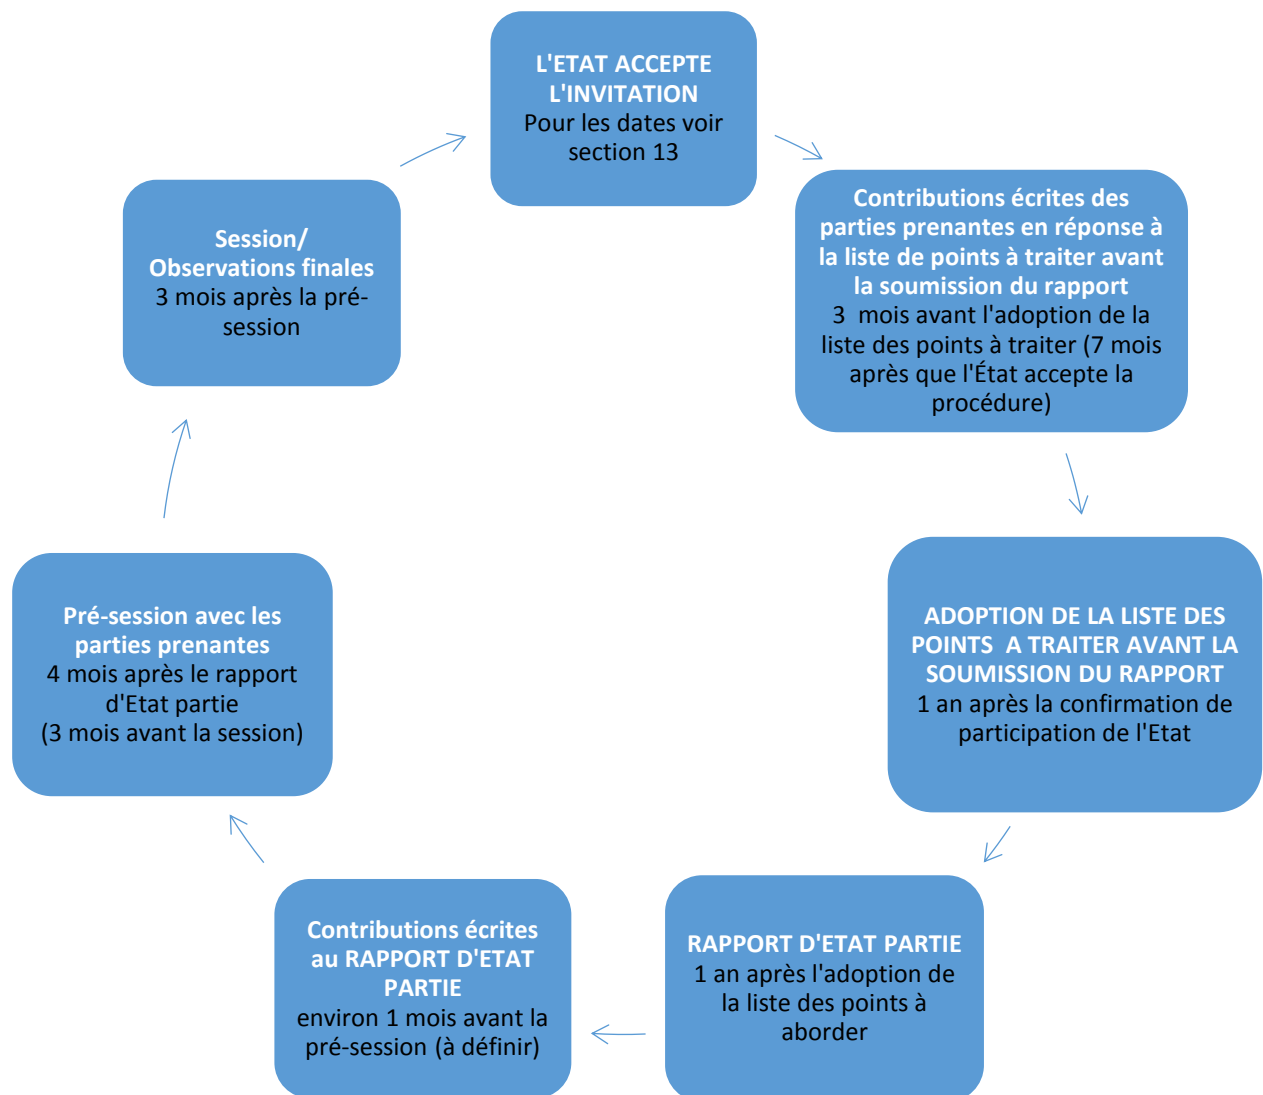 L'ETAT ACCEPTE
L'INVITATION
Pour les dates voir
section 13
Contributions écrites des
parties prenantes en réponse à
la liste de points à traiter avant
la soumission du rapport
3 mois avant l'adoption de la
liste des points à traiter (7 mois
après que l'État accepte la
procédure)
ADOPTION DE LA LISTE DES
POINTS A TRAITER AVANT LA
SOUMISSION DU RAPPORT
1 an après la confirmation de
participation de l'Etat
RAPPORT D'ETAT PARTIE
1 an après l'adoption de
la liste des points à
aborder
Contributions écrites
au RAPPORT D'ETAT
PARTIE
environ 1 mois avant la
pré-session (à définir)
Pré-session avec les
parties prenantes
4 mois après le rapport
d'Etat partie
(3 mois avant la session)
Session/
Observations finales
3 mois après la pré-
session